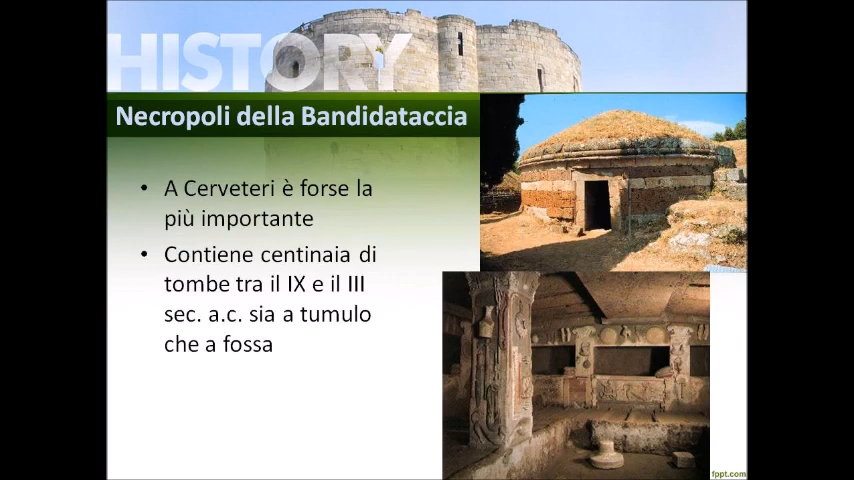 HISTORY
Necropoli della Bandidataccia
• A Cerveteri è forse la
più importante
• Contiene centinaia di
tombe tra il IX e il III
sec. a.c. sia a tumulo
che a fossa
fppt.com